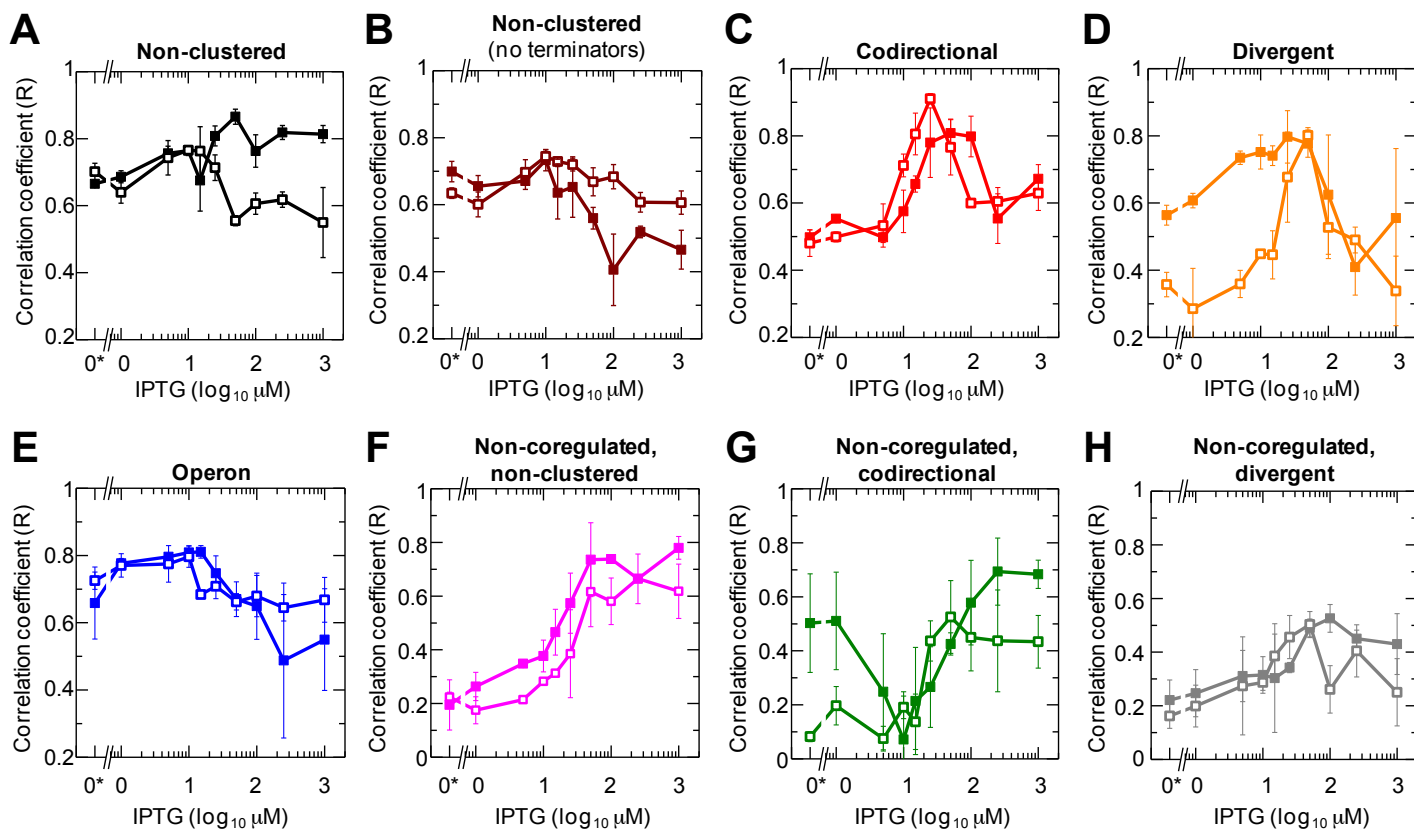 A
Non-clustered
Correlation coefficient (R)
1
0.8
0.6
0.4
0.2
0* 0 1 2 3
IPTG (log10 μM)
B
Non-clustered
(no terminators)
Correlation coefficient (R)
1
0.8
0.6
0.4
0.2
0* 0 1 2 3
IPTG (log10 μM)
C
Codirectional
Correlation coefficient (R)
1
0.8
0.6
0.4
0.2
0* 0 1 2 3
IPTG (log10 μM)
D
Divergent
Correlation coefficient (R)
1
0.8
0.6
0.4
0.2
0* 0 1 2 3
IPTG (log10 μM)
E
Operon
Correlation coefficient (R)
1
0.8
0.6
0.4
0.2
0* 0 1 2 3
IPTG (log10 μM)
F
Non-coregulated,
non-clustered
Correlation coefficient (R)
1
0.8
0.6
0.4
0.2
0
0* 0 1 2 3
IPTG (log10 μM)
G
Non-coregulated,
codirectional
Correlation coefficient (R)
1
0.8
0.6
0.4
0.2
0
0* 0 1 2 3
IPTG (log10 μM)
H
Non-coregulated,
divergent
Correlation coefficient (R)
1
0.8
0.6
0.4
0.2
0
0* 0 1 2 3
IPTG (log10 μM)